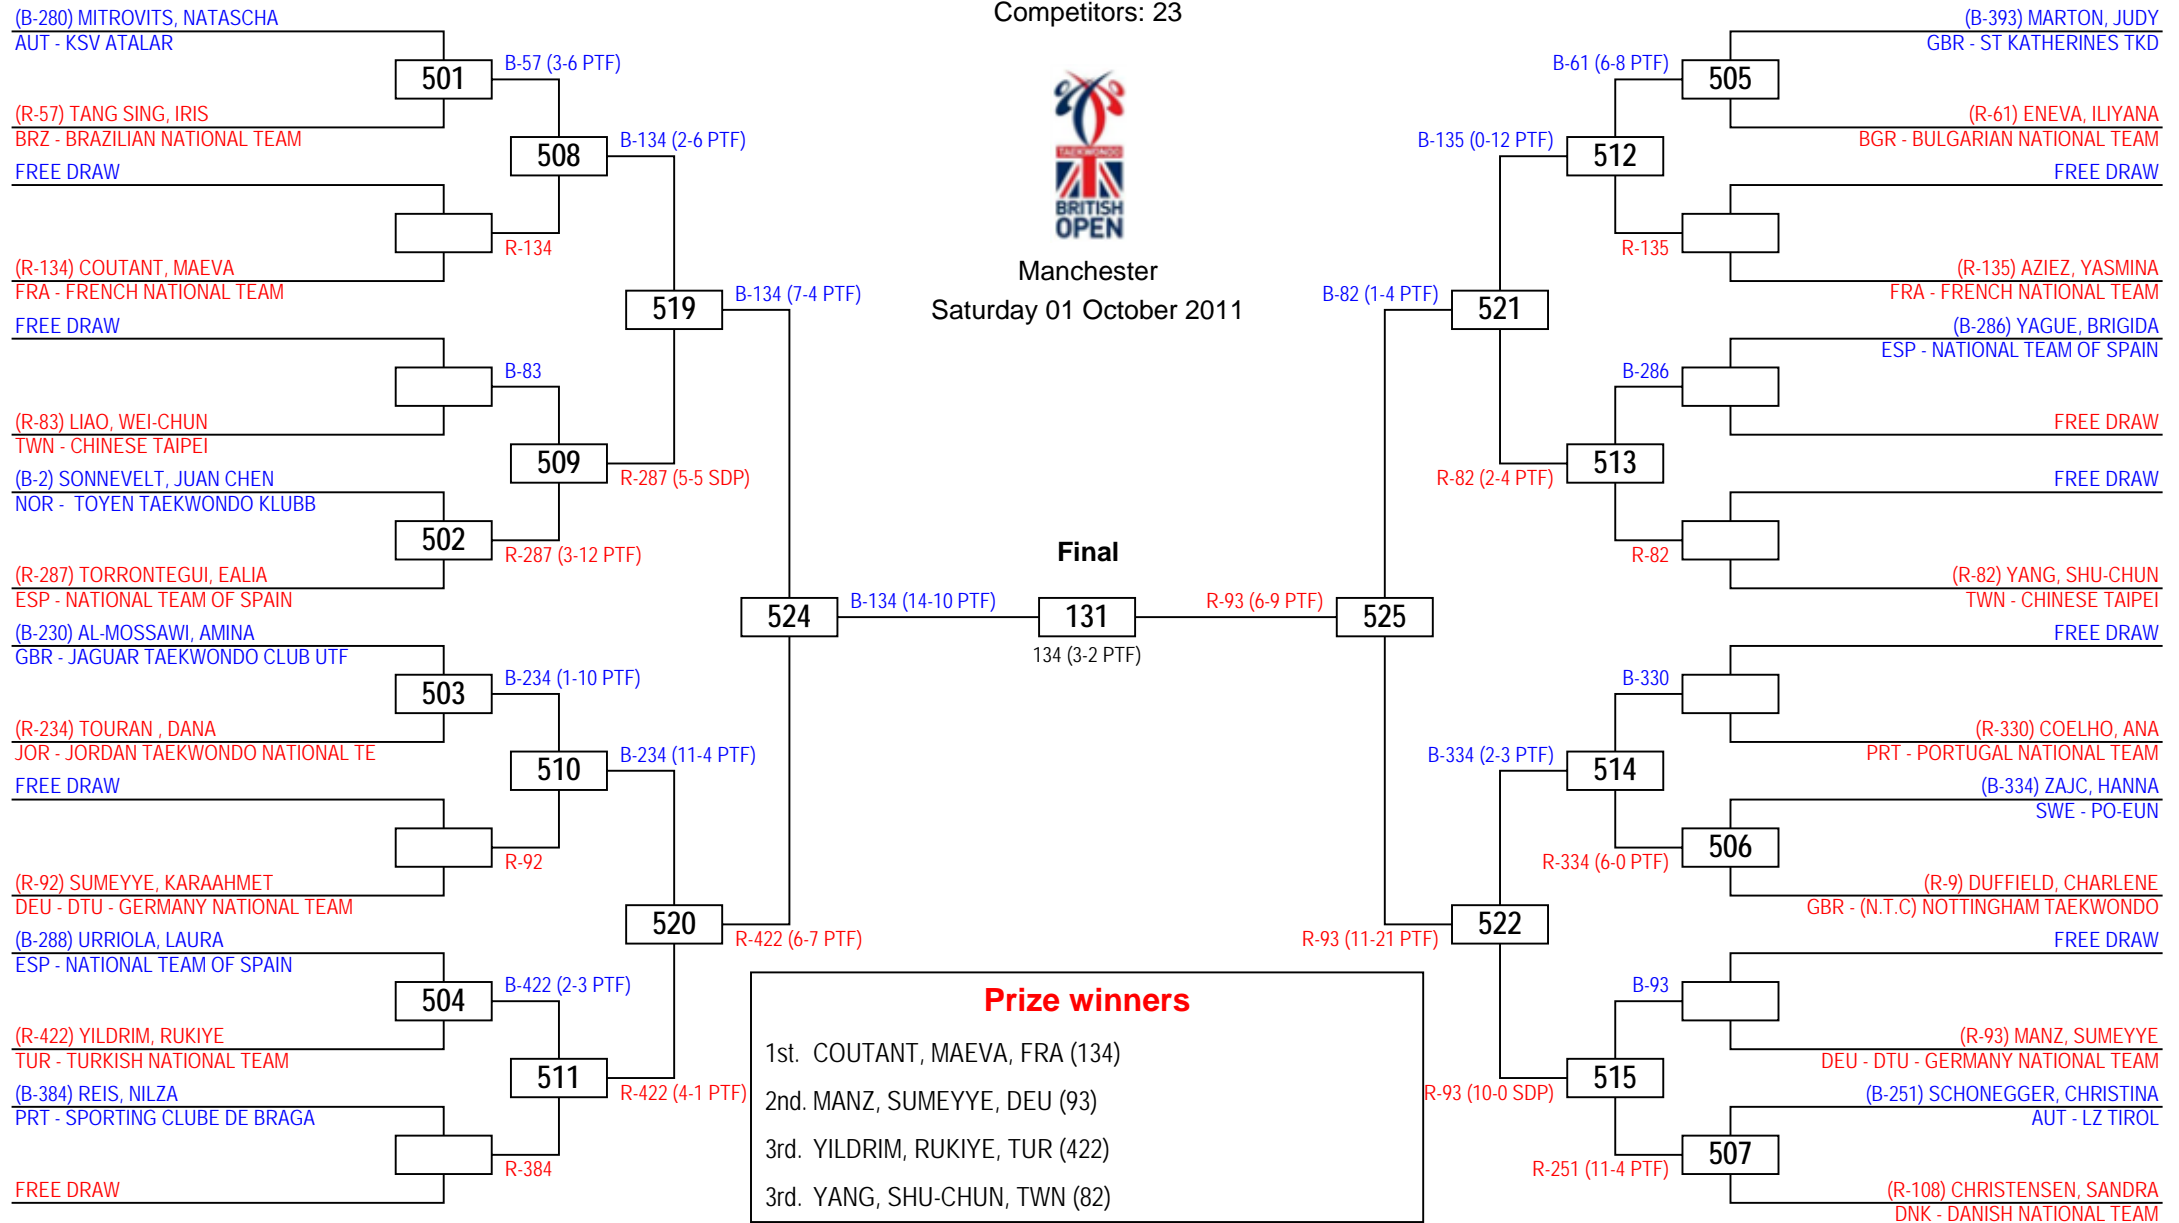 Competitors: 23
TAEKWONDO
BRITISH
OPEN
Manchester
Saturday 01 October 2011
(B-280) MITROVITS, NATASCHA
AUT - KSV ATALAR
501
B-57 (3-6 PTF)
(R-57) TANG SING, IRIS
BRZ - BRAZILIAN NATIONAL TEAM
508
B-134 (2-6 PTF)
FREE DRAW
R-134
(R-134) COUTANT, MAEVA
FRA - FRENCH NATIONAL TEAM
519
B-134 (7-4 PTF)
FREE DRAW
B-83
(R-83) LIAO, WEI-CHUN
TWN - CHINESE TAIPEI
509
R-287 (5-5 SDP)
(B-2) SONNEVELT, JUAN CHEN
NOR -  TOYEN TAEKWONDO KLUBB
502
R-287 (3-12 PTF)
(R-287) TORRONTEGUI, EALIA
ESP - NATIONAL TEAM OF SPAIN
524
B-134 (14-10 PTF)
(B-230) AL-MOSSAWI, AMINA
GBR - JAGUAR TAEKWONDO CLUB UTF
503
B-234 (1-10 PTF)
(R-234) TOURAN , DANA
JOR - JORDAN TAEKWONDO NATIONAL TE
510
B-234 (11-4 PTF)
FREE DRAW
R-92
(R-92) SUMEYYE, KARAAHMET
DEU - DTU - GERMANY NATIONAL TEAM
520
R-422 (6-7 PTF)
(B-288) URRIOLA, LAURA
ESP - NATIONAL TEAM OF SPAIN
504
B-422 (2-3 PTF)
(R-422) YILDRIM, RUKIYE
TUR - TURKISH NATIONAL TEAM
511
R-422 (4-1 PTF)
(B-384) REIS, NILZA
PRT - SPORTING CLUBE DE BRAGA
R-384
FREE DRAW
Final
131
134 (3-2 PTF)
(B-393) MARTON, JUDY
GBR - ST KATHERINES TKD
B-61 (6-8 PTF)
505
(R-61) ENEVA, ILIYANA
BGR - BULGARIAN NATIONAL TEAM
B-135 (0-12 PTF)
512
FREE DRAW
R-135
(R-135) AZIEZ, YASMINA
FRA - FRENCH NATIONAL TEAM
B-82 (1-4 PTF)
521
(B-286) YAGUE, BRIGIDA
ESP - NATIONAL TEAM OF SPAIN
B-286
FREE DRAW
R-82 (2-4 PTF)
513
FREE DRAW
R-82
(R-82) YANG, SHU-CHUN
TWN - CHINESE TAIPEI
R-93 (6-9 PTF)
525
FREE DRAW
B-330
(R-330) COELHO, ANA
PRT - PORTUGAL NATIONAL TEAM
B-334 (2-3 PTF)
514
(B-334) ZAJC, HANNA
SWE - PO-EUN
R-334 (6-0 PTF)
506
(R-9) DUFFIELD, CHARLENE
GBR - (N.T.C) NOTTINGHAM TAEKWONDO
R-93 (11-21 PTF)
522
FREE DRAW
B-93
(R-93) MANZ, SUMEYYE
DEU - DTU - GERMANY NATIONAL TEAM
R-93 (10-0 SDP)
515
(B-251) SCHONEGGER, CHRISTINA
AUT - LZ TIROL
R-251 (11-4 PTF)
507
(R-108) CHRISTENSEN, SANDRA
DNK - DANISH NATIONAL TEAM
Prize winners
1st. COUTANT, MAEVA, FRA (134)
2nd. MANZ, SUMEYYE, DEU (93)
3rd. YILDRIM, RUKIYE, TUR (422)
3rd. YANG, SHU-CHUN, TWN (82)